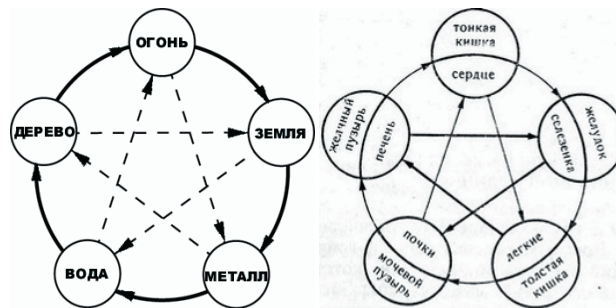 ОГОНЬ
ДЕРЕВО
ЗЕМЛЯ
ВОДА
МЕТАЛЛ
тонкая
кишка
сердце
желчный
пузырь
печень
желудок
селезенка
почки
мочевой
пузырь
легкие
толстая
кишка